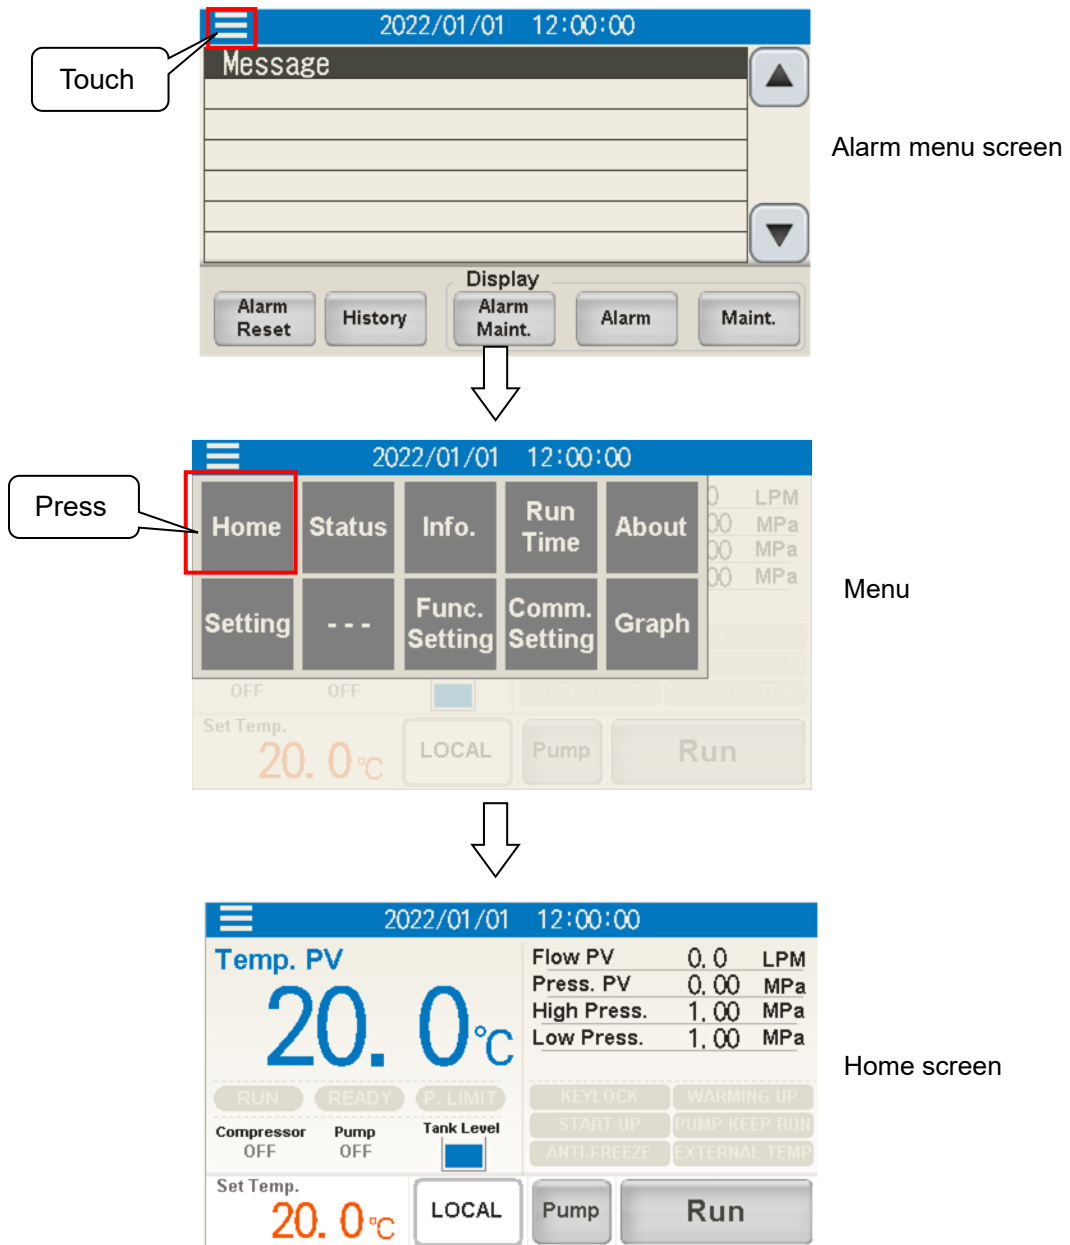 2022/01/01 12:00:00
Touch
Message
Alarm menu screen
Display
Alarm Reset
History
Alarm Maint.
Alarm
Maint.
2022/01/01 12:00:00
Press
Home Status Info. Run Time About
Setting --- Func. Setting Comm. Setting Graph
0 LPM
00 MPa
00 MPa
00 MPa
Menu
OFF OFF
Set Temp.
20.0℃ LOCAL Pump Run
2022/01/01 12:00:00
Temp. PV
20.0℃
Flow PV 0.0 LPM
Press. PV 0.00 MPa
High Press. 1.00 MPa
Low Press. 1.00 MPa
Home screen
RUN READY P. LIMIT
KEYLOCK WARMING UP
START-UP PUMP KEEP RUN
ANTI-FREEZE EXTERNAL TEMP
Compressor Pump Tank Level
OFF OFF
Set Temp.
20.0℃ LOCAL Pump Run